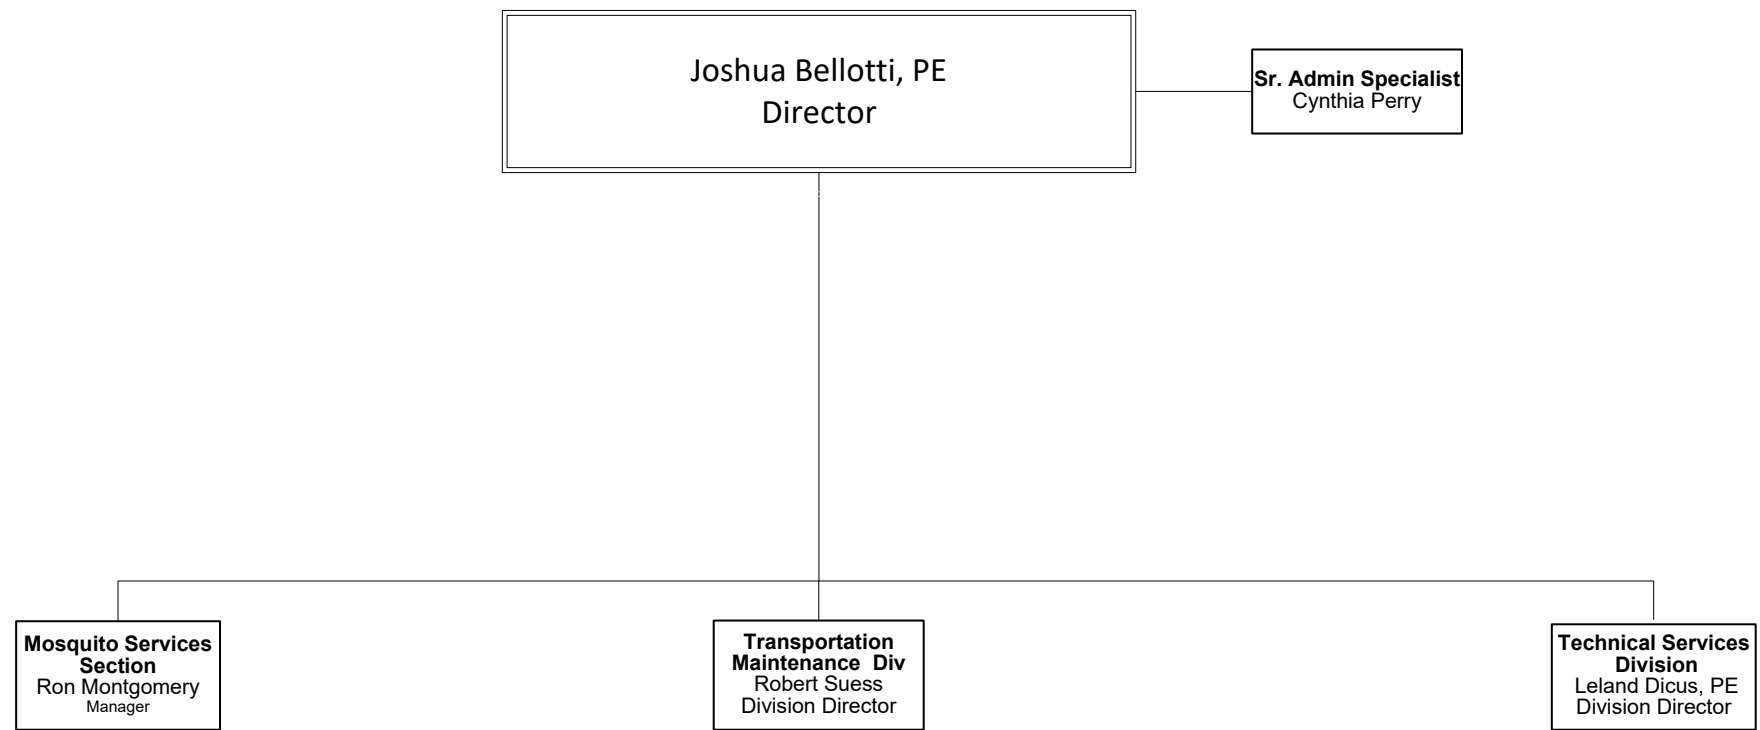 Joshua Bellotti, PE
Director
Sr. Admin Specialist
Cynthia Perry
Mosquito Services
Section
Ron Montgomery
Manager
Transportation
Maintenance  Div
Robert Suess
Division Director
Technical Services
Division
Leland Dicus, PE
Division Director